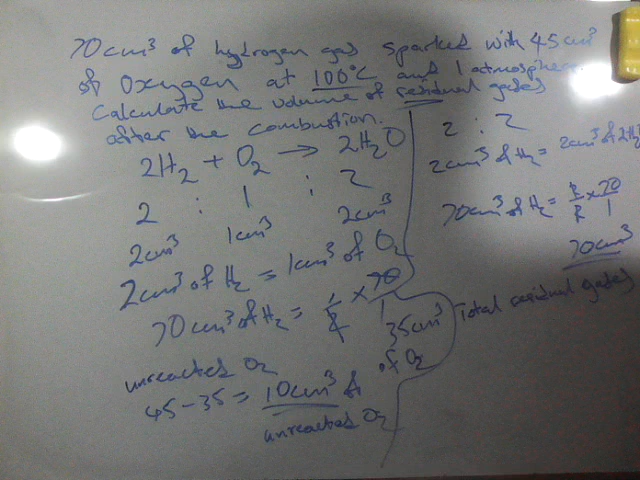 70cm³ of hydrogen gas sparked with 45cm³
of Oxygen at 100°C and 1 atmosphere.
Calculate the volume of residual gases
after the combustion.
2H₂ + O₂ → 2H₂O
2 : 1 : 2
2cm³ 1cm³ 2cm³
2cm³ of H₂ = 1cm³ of O₂
70cm³ of H₂ = 1/2 × 70/1
35cm³
of O₂
unreacted O₂
45-35 = 10cm³ of
unreacted O₂
2 : 2
2cm³ of H₂ = 2cm³ of 2H₂
70cm³ of H₂ = 2/2 × 70/1
70cm³
Total residual gases